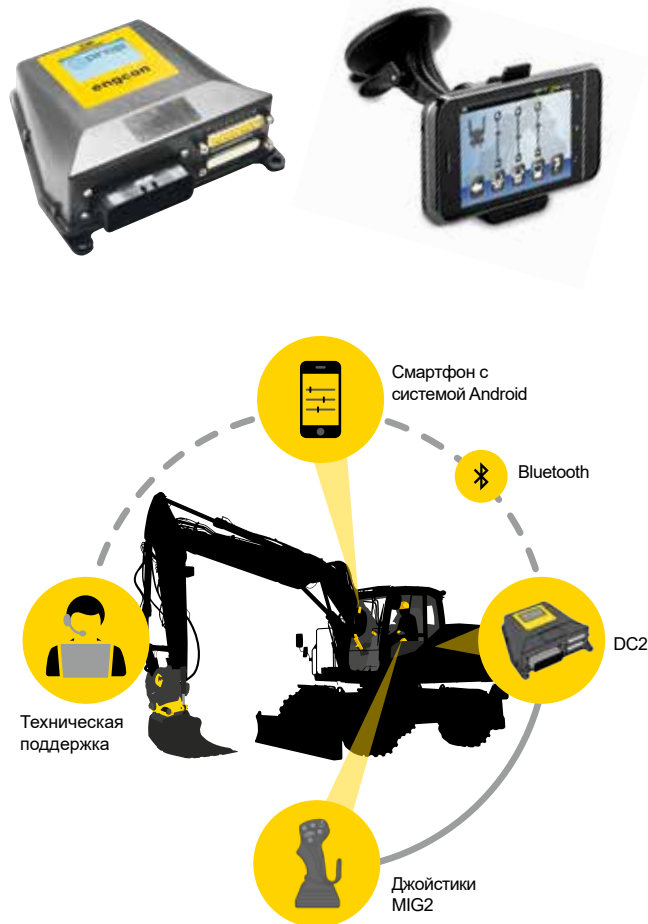 engcon
Смартфон с
системой Android
Bluetooth
DC2
Техническая
поддержка
Джойстики
MIG2